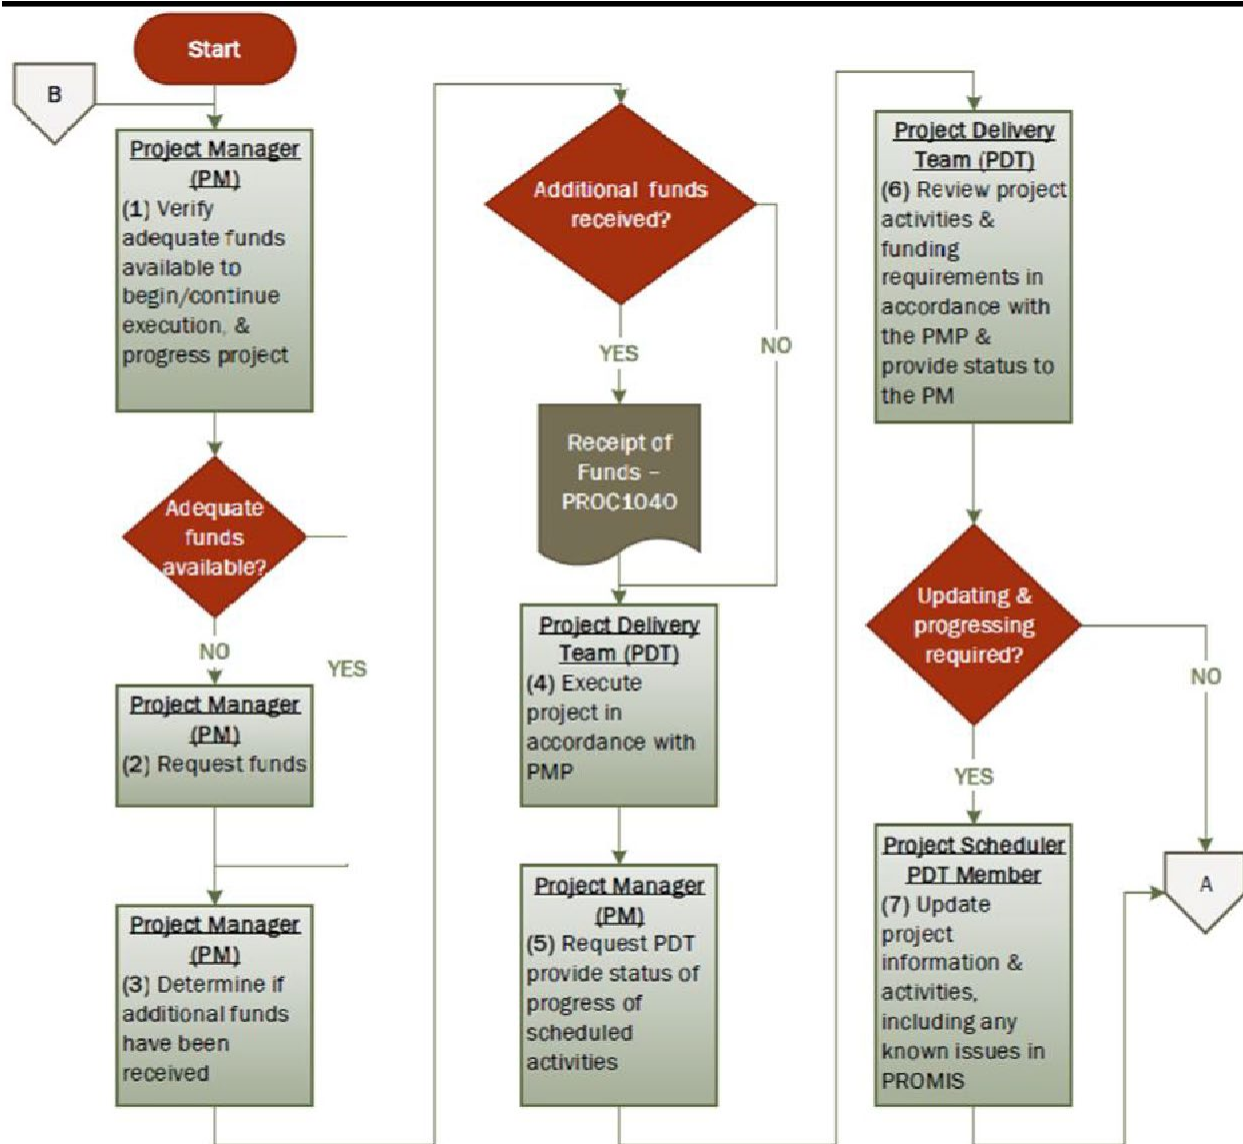 Start
B
Project Manager
(PM)
(1) Verify
adequate funds
available to
begin/continue
execution, &
progress project
Adequate
funds
available?
NO
YES
Project Manager
(PM)
(2) Request funds
Project Manager
(PM)
(3) Determine if
additional funds
have been
received
Additional funds
received?
YES
NO
Receipt of
Funds –
PROC1040
Project Delivery
Team (PDT)
(4) Execute
project in
accordance with
PMP
Project Manager
(PM)
(5) Request PDT
provide status of
progress of
scheduled
activities
Project Delivery
Team (PDT)
(6) Review project
activities &
funding
requirements in
accordance with
the PMP &
provide status to
the PM
Updating &
progressing
required?
NO
YES
Project Scheduler
PDT Member
(7) Update
project
information &
activities,
including any
known issues in
PROMIS
A